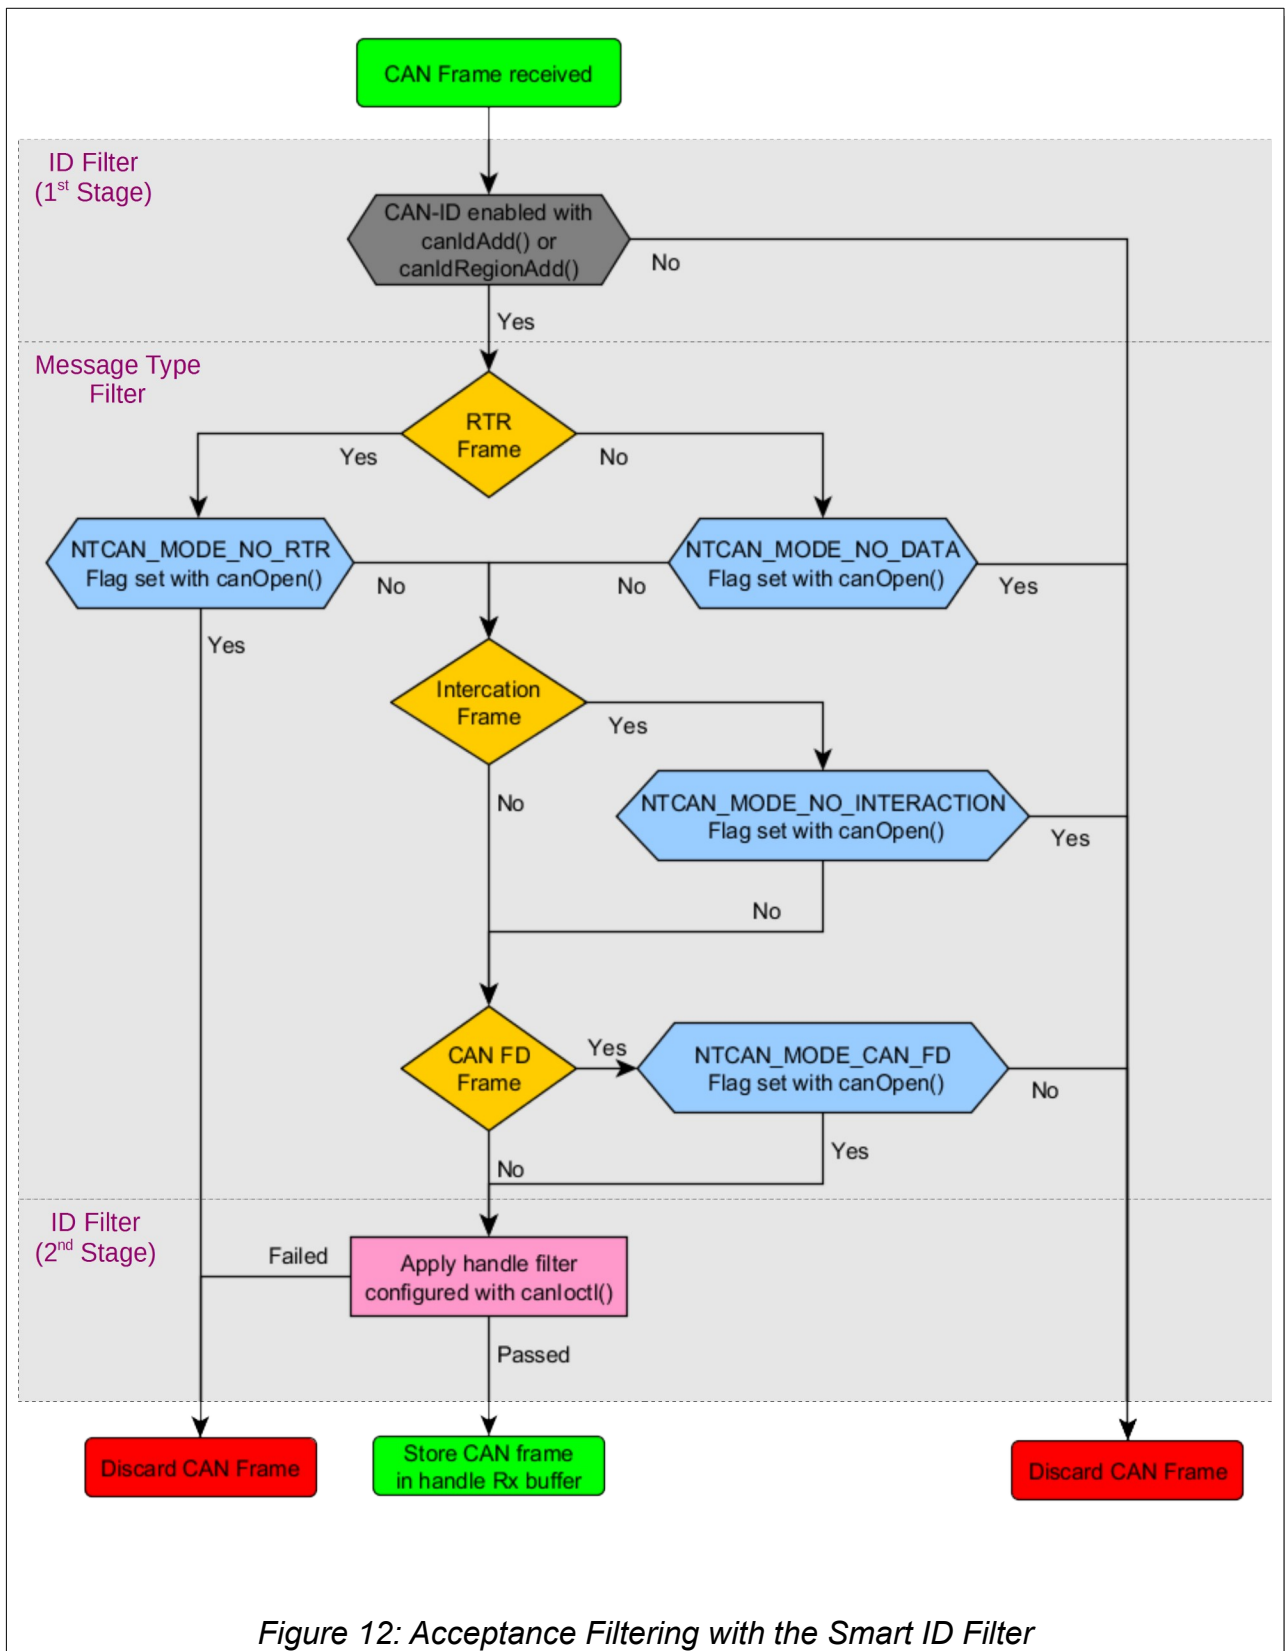 CAN Frame received
ID Filter
(1st Stage)
CAN-ID enabled with
canIdAdd() or
canIdRegionAdd()
No
Yes
Message Type
Filter
RTR
Frame
Yes
No
NTCAN_MODE_NO_RTR
Flag set with canOpen()
No
NTCAN_MODE_NO_DATA
Flag set with canOpen()
No
Yes
Yes
Intercation
Frame
Yes
No
NTCAN_MODE_NO_INTERACTION
Flag set with canOpen()
Yes
No
CAN FD
Frame
Yes
NTCAN_MODE_CAN_FD
Flag set with canOpen()
No
Yes
No
ID Filter
(2nd Stage)
Failed
Apply handle filter
configured with canIoctl()
Passed
Discard CAN Frame
Store CAN frame
in handle Rx buffer
Discard CAN Frame
Figure 12: Acceptance Filtering with the Smart ID Filter